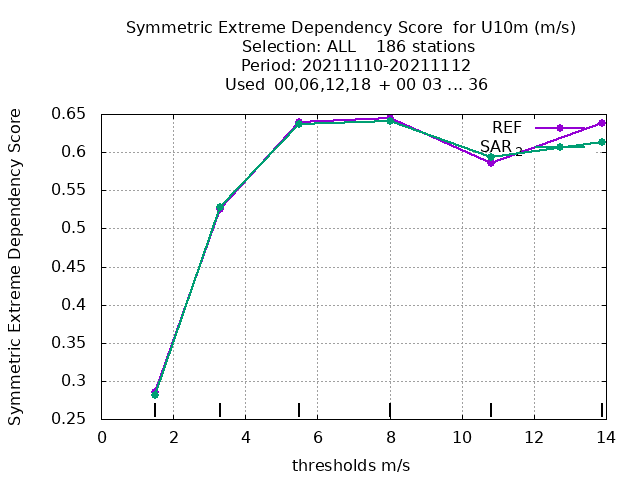 Symmetric Extreme Dependency Score  for U10m (m/s)
Selection: ALL    186 stations
Period: 20211110-20211112
Used  00,06,12,18 + 00 03 ... 36
Symmetric Extreme Dependency Score
0.65
0.6
0.55
0.5
0.45
0.4
0.35
0.3
0.25
REF
SAR 2
0 2 4 6 8 10 12 14
thresholds m/s